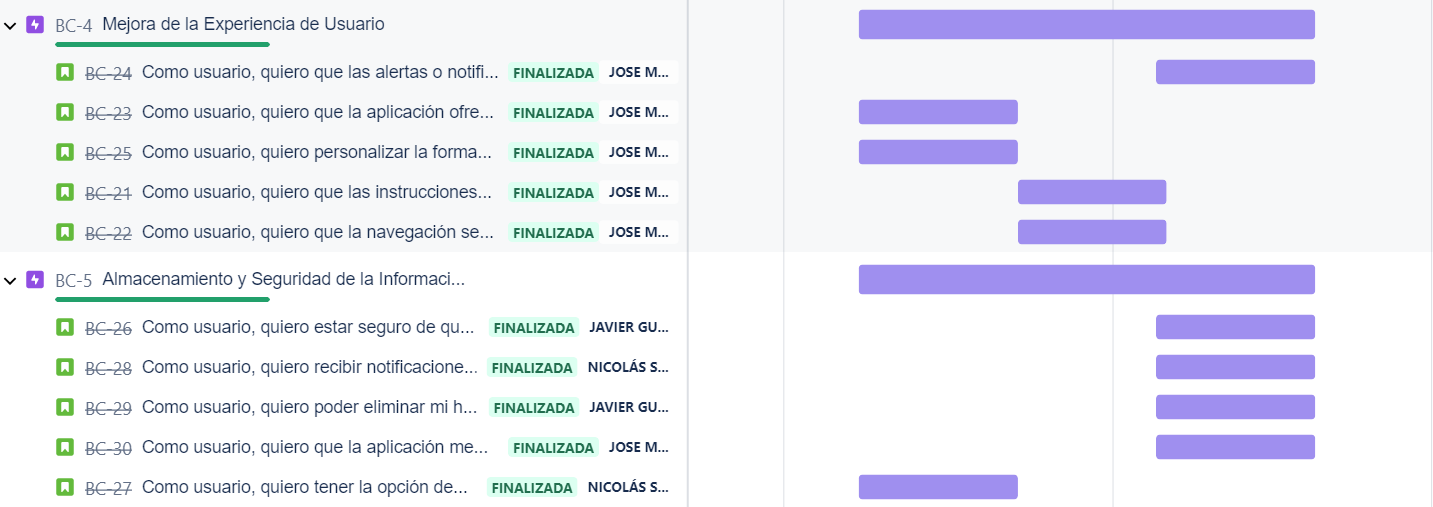 BC-4 Mejora de la Experiencia de Usuario
BC-24 Como usuario, quiero que las alertas o notifi... FINALIZADA JOSE M...
BC-23 Como usuario, quiero que la aplicación ofre... FINALIZADA JOSE M...
BC-25 Como usuario, quiero personalizar la forma... FINALIZADA JOSE M...
BC-21 Como usuario, quiero que las instrucciones... FINALIZADA JOSE M...
BC-22 Como usuario, quiero que la navegación se... FINALIZADA JOSE M...
BC-5 Almacenamiento y Seguridad de la Informaci...
BC-26 Como usuario, quiero estar seguro de qu... FINALIZADA JAVIER GU...
BC-28 Como usuario, quiero recibir notificacione... FINALIZADA NICOLÁS S...
BC-29 Como usuario, quiero poder eliminar mi h... FINALIZADA JAVIER GU...
BC-30 Como usuario, quiero que la aplicación me... FINALIZADA JOSE M...
BC-27 Como usuario, quiero tener la opción de... FINALIZADA NICOLÁS S...